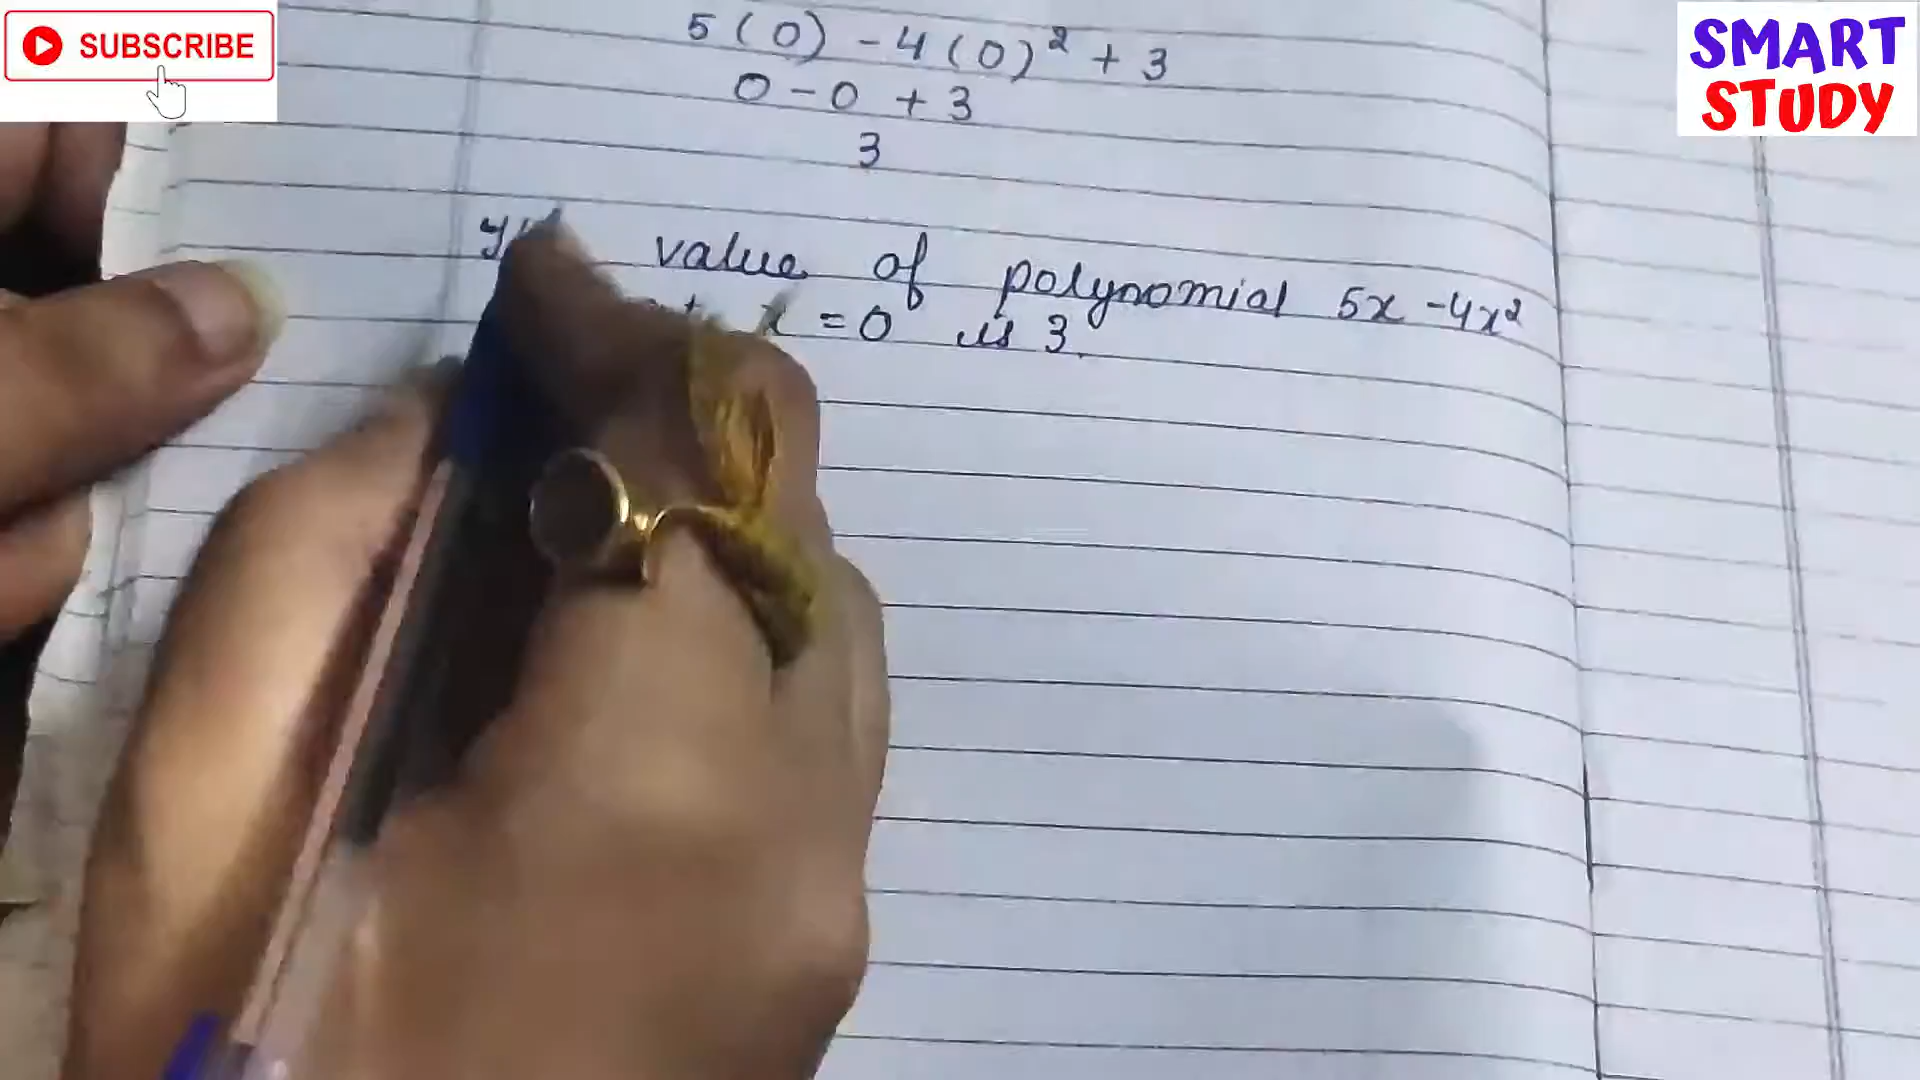 SUBSCRIBE
SMART
STUDY
5(0) - 4(0)² + 3
0 - 0 + 3
3
value of polynomial 5x - 4x²
x = 0 is 3.